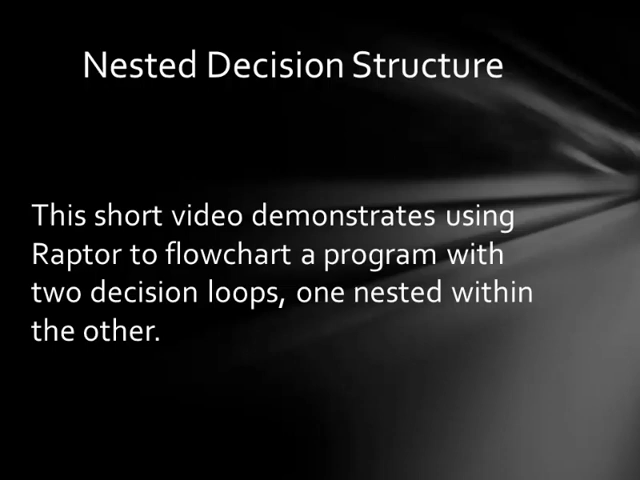 Nested Decision Structure
This short video demonstrates using
Raptor to flowchart a program with
two decision loops, one nested within
the other.